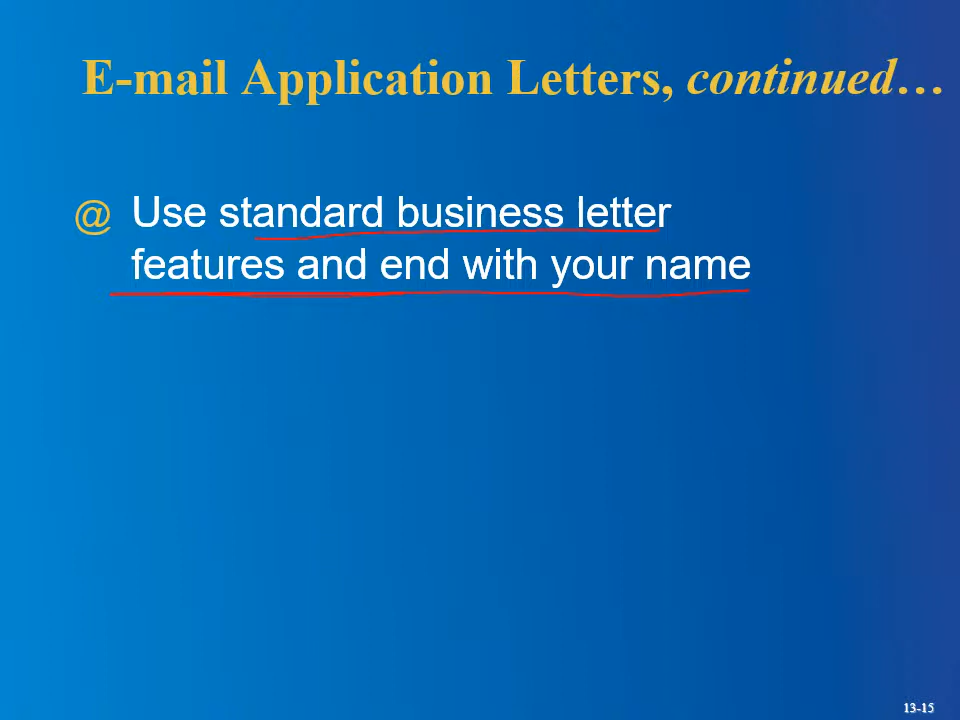 E-mail Application Letters, continued…
@ Use standard business letter
features and end with your name
13-15